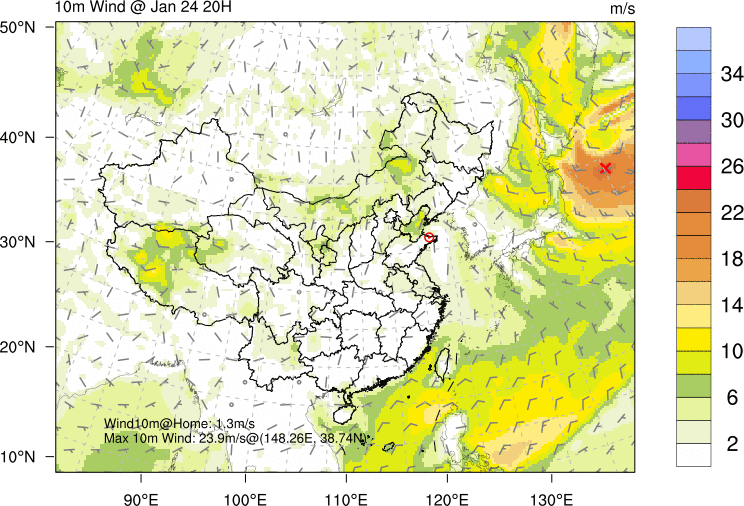 10m Wind @ Jan 24 20H
m/s
50°N
40°N
30°N
20°N
10°N
90°E
100°E
110°E
120°E
130°E
34
30
26
22
18
14
10
6
2
Wind10m@Home: 1.3m/s
Max 10m Wind: 23.9m/s@(148.26E, 38.74N)